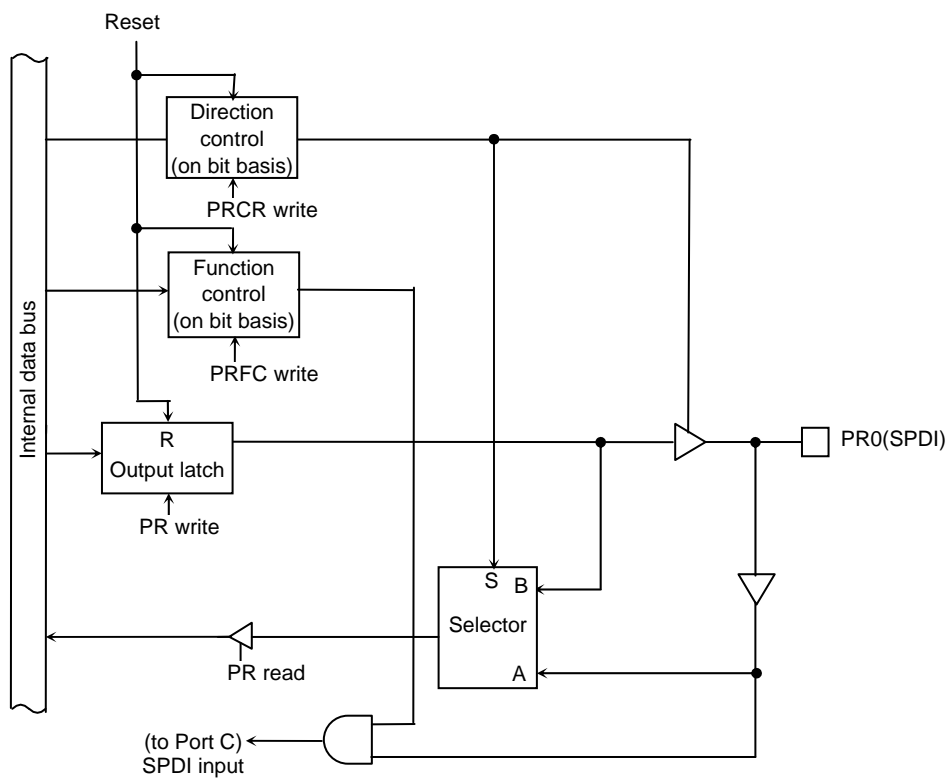 Reset
Direction
control
(on bit basis)
PRCR write
Function
control
(on bit basis)
PRFC write
Internal data bus
R
Output latch
PR write
PR0(SPDI)
S
B
Selector
A
PR read
(to Port C)
SPDI input